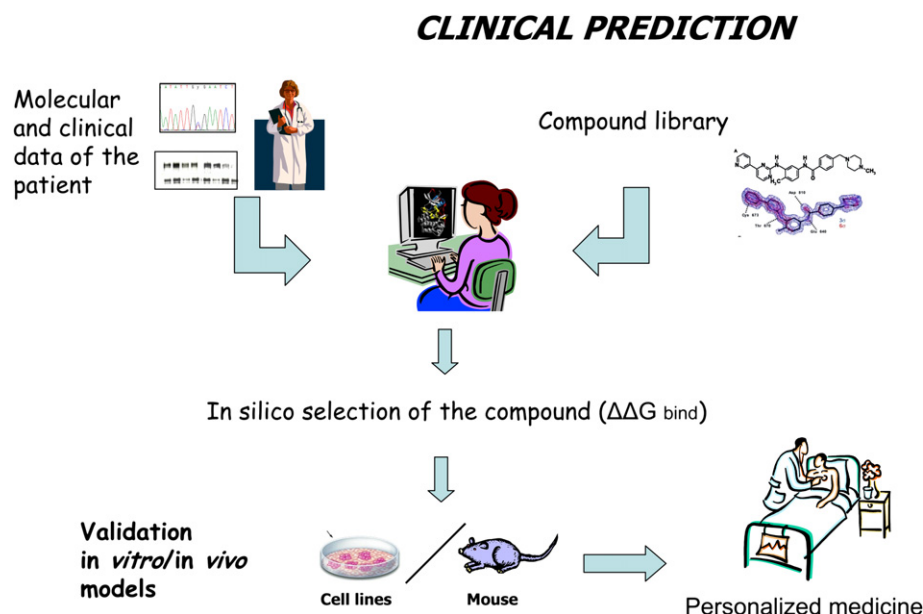 CLINICAL PREDICTION
Molecular
and clinical
data of the
patient
Compound library
In silico selection of the compound (ΔΔG bind)
Validation
in vitro/in vivo
models
Cell lines
Mouse
Personalized medicine